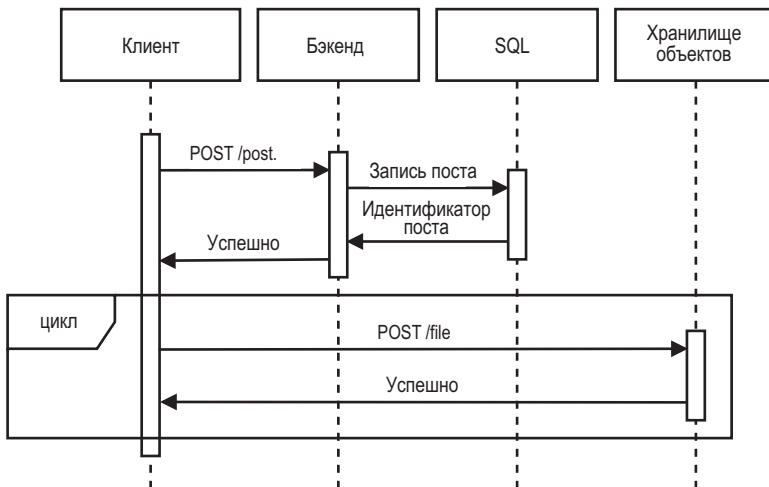 Клиент
Бэкенд
SQL
Хранилище
объектов
POST /post.
Запись поста
Идентификатор
поста
Успешно
цикл
POST /file
Успешно